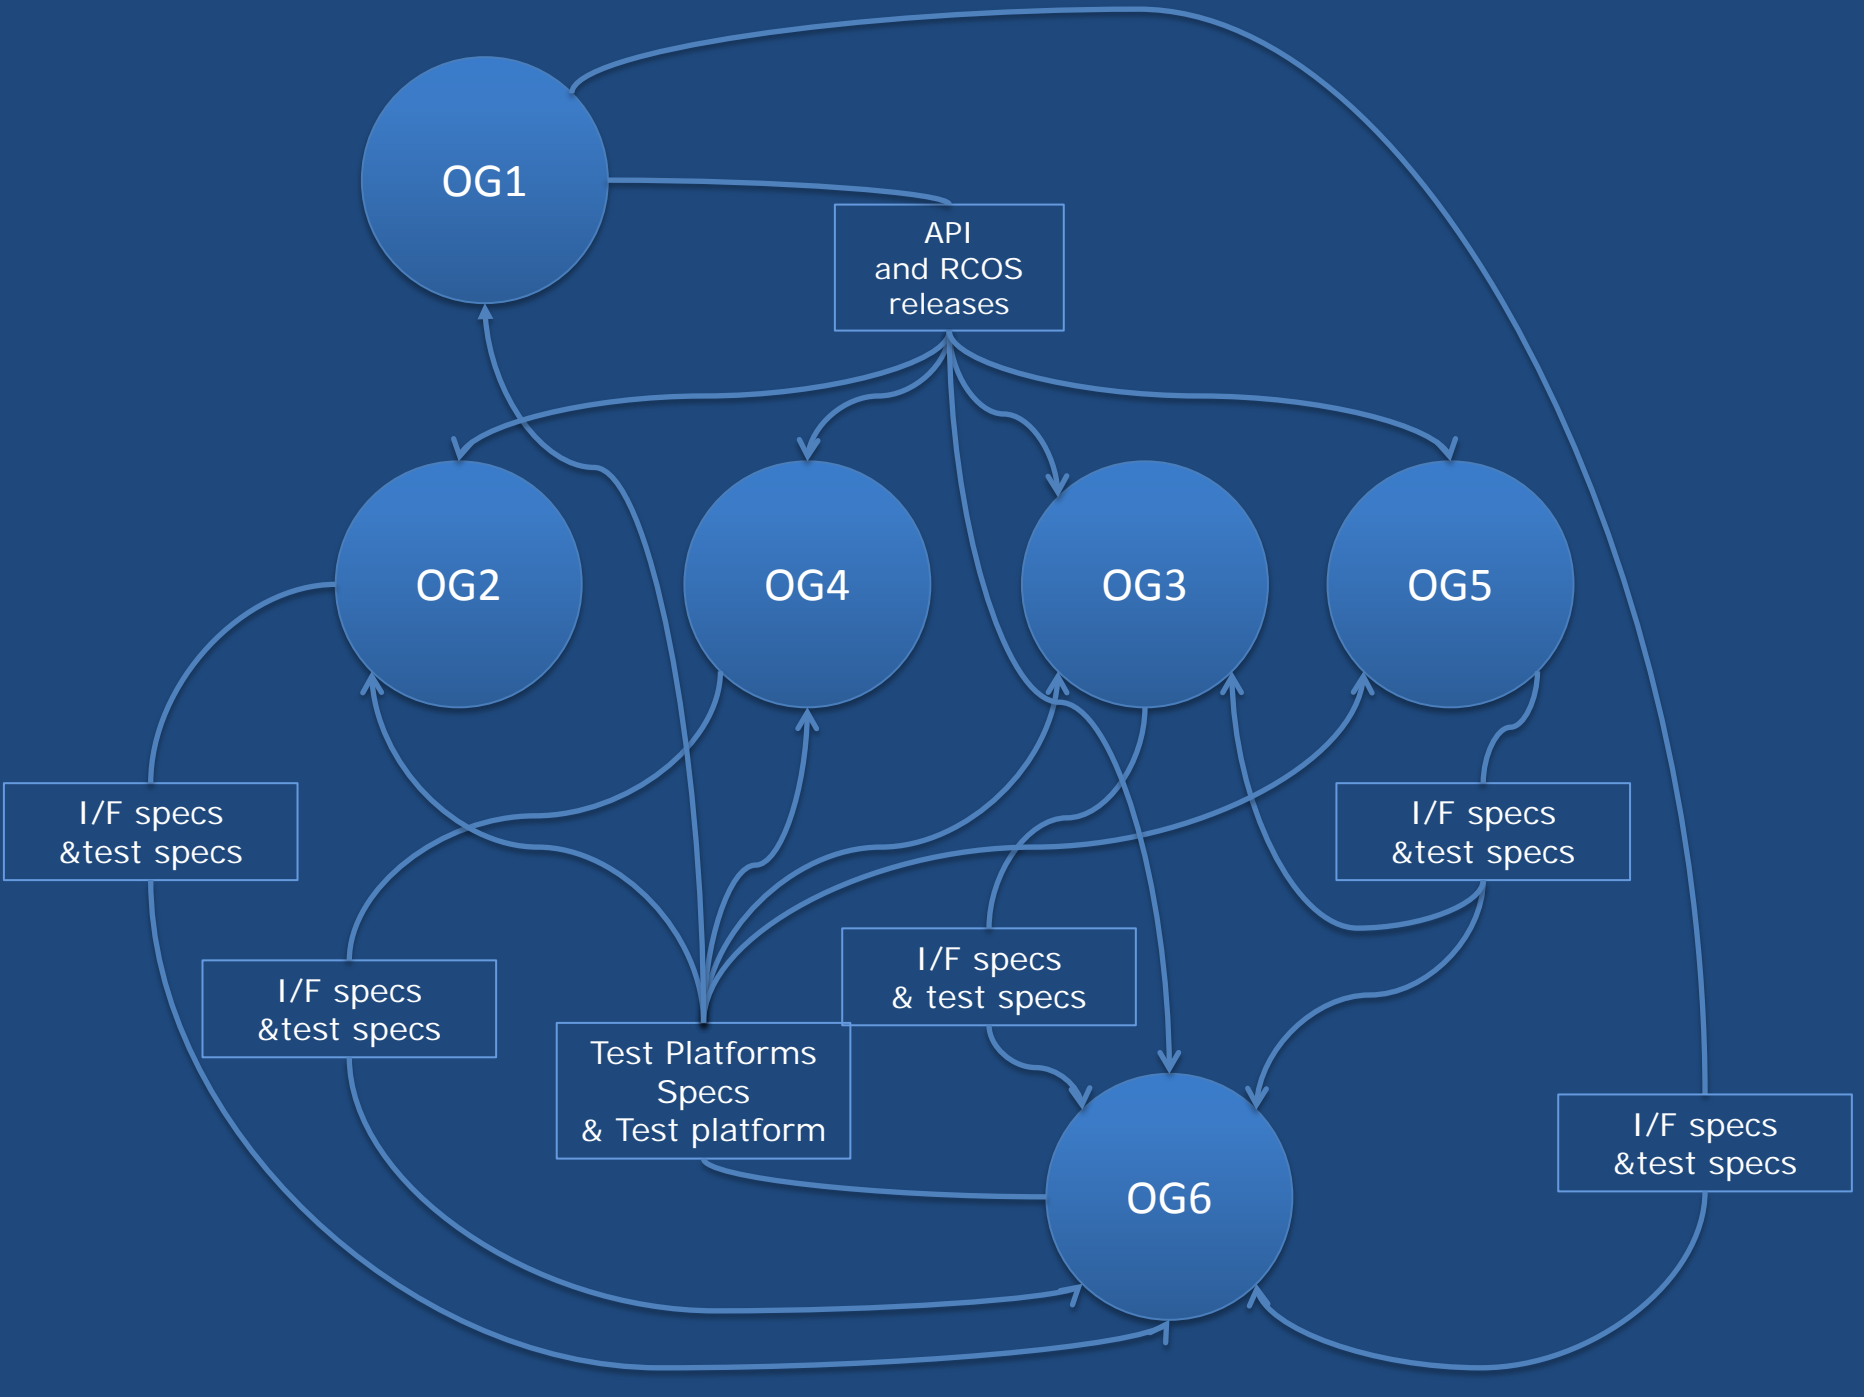 OG1
API
and RCOS
releases
OG2
OG4
OG3
OG5
I/F specs
&test specs
I/F specs
&test specs
I/F specs
& test specs
I/F specs
&test specs
Test Platforms
Specs
& Test platform
I/F specs
&test specs
OG6